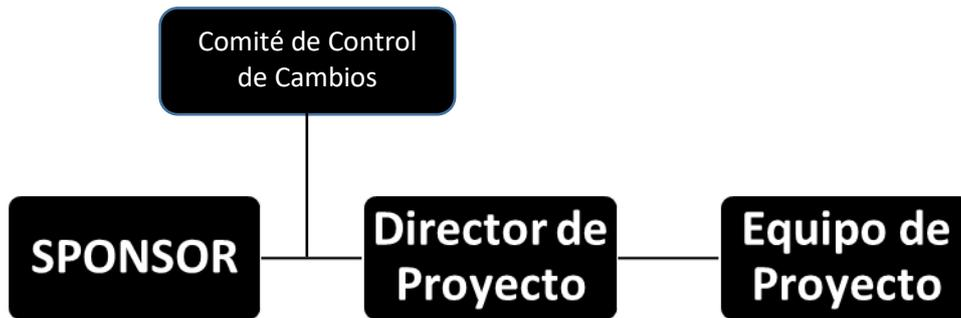 Comité de Control
de Cambios
SPONSOR
Director de
Proyecto
Equipo de
Proyecto